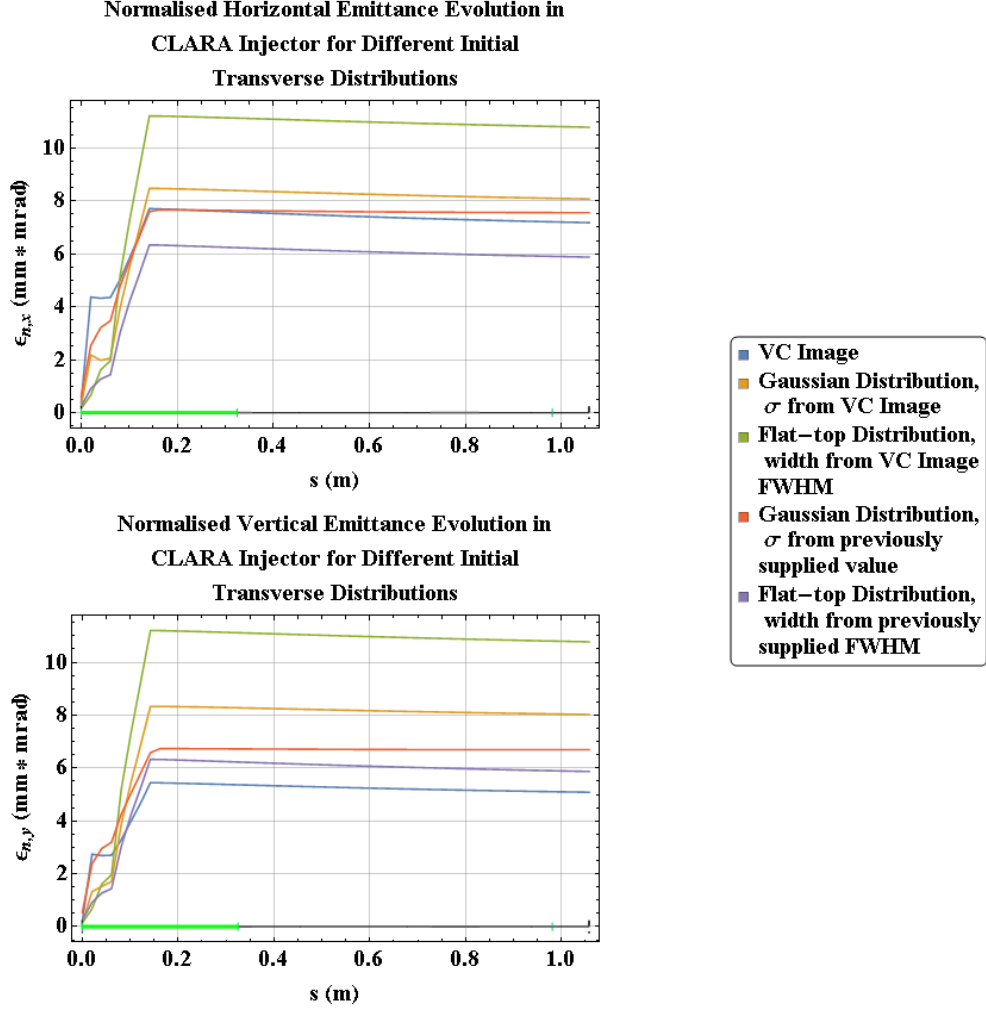 Normalised Horizontal Emittance Evolution in
CLARA Injector for Different Initial
Transverse Distributions
10
8
6
4
2
0
ϵn,x (mm∗mrad)
0.0 0.2 0.4 0.6 0.8 1.0
s (m)
Normalised Vertical Emittance Evolution in
CLARA Injector for Different Initial
Transverse Distributions
10
8
6
4
2
0
ϵn,y (mm∗mrad)
0.0 0.2 0.4 0.6 0.8 1.0
s (m)
VC Image
Gaussian Distribution,
σ from VC Image
Flat−top Distribution,
width from VC Image
FWHM
Gaussian Distribution,
σ from previously
supplied value
Flat−top Distribution,
width from previously
supplied FWHM